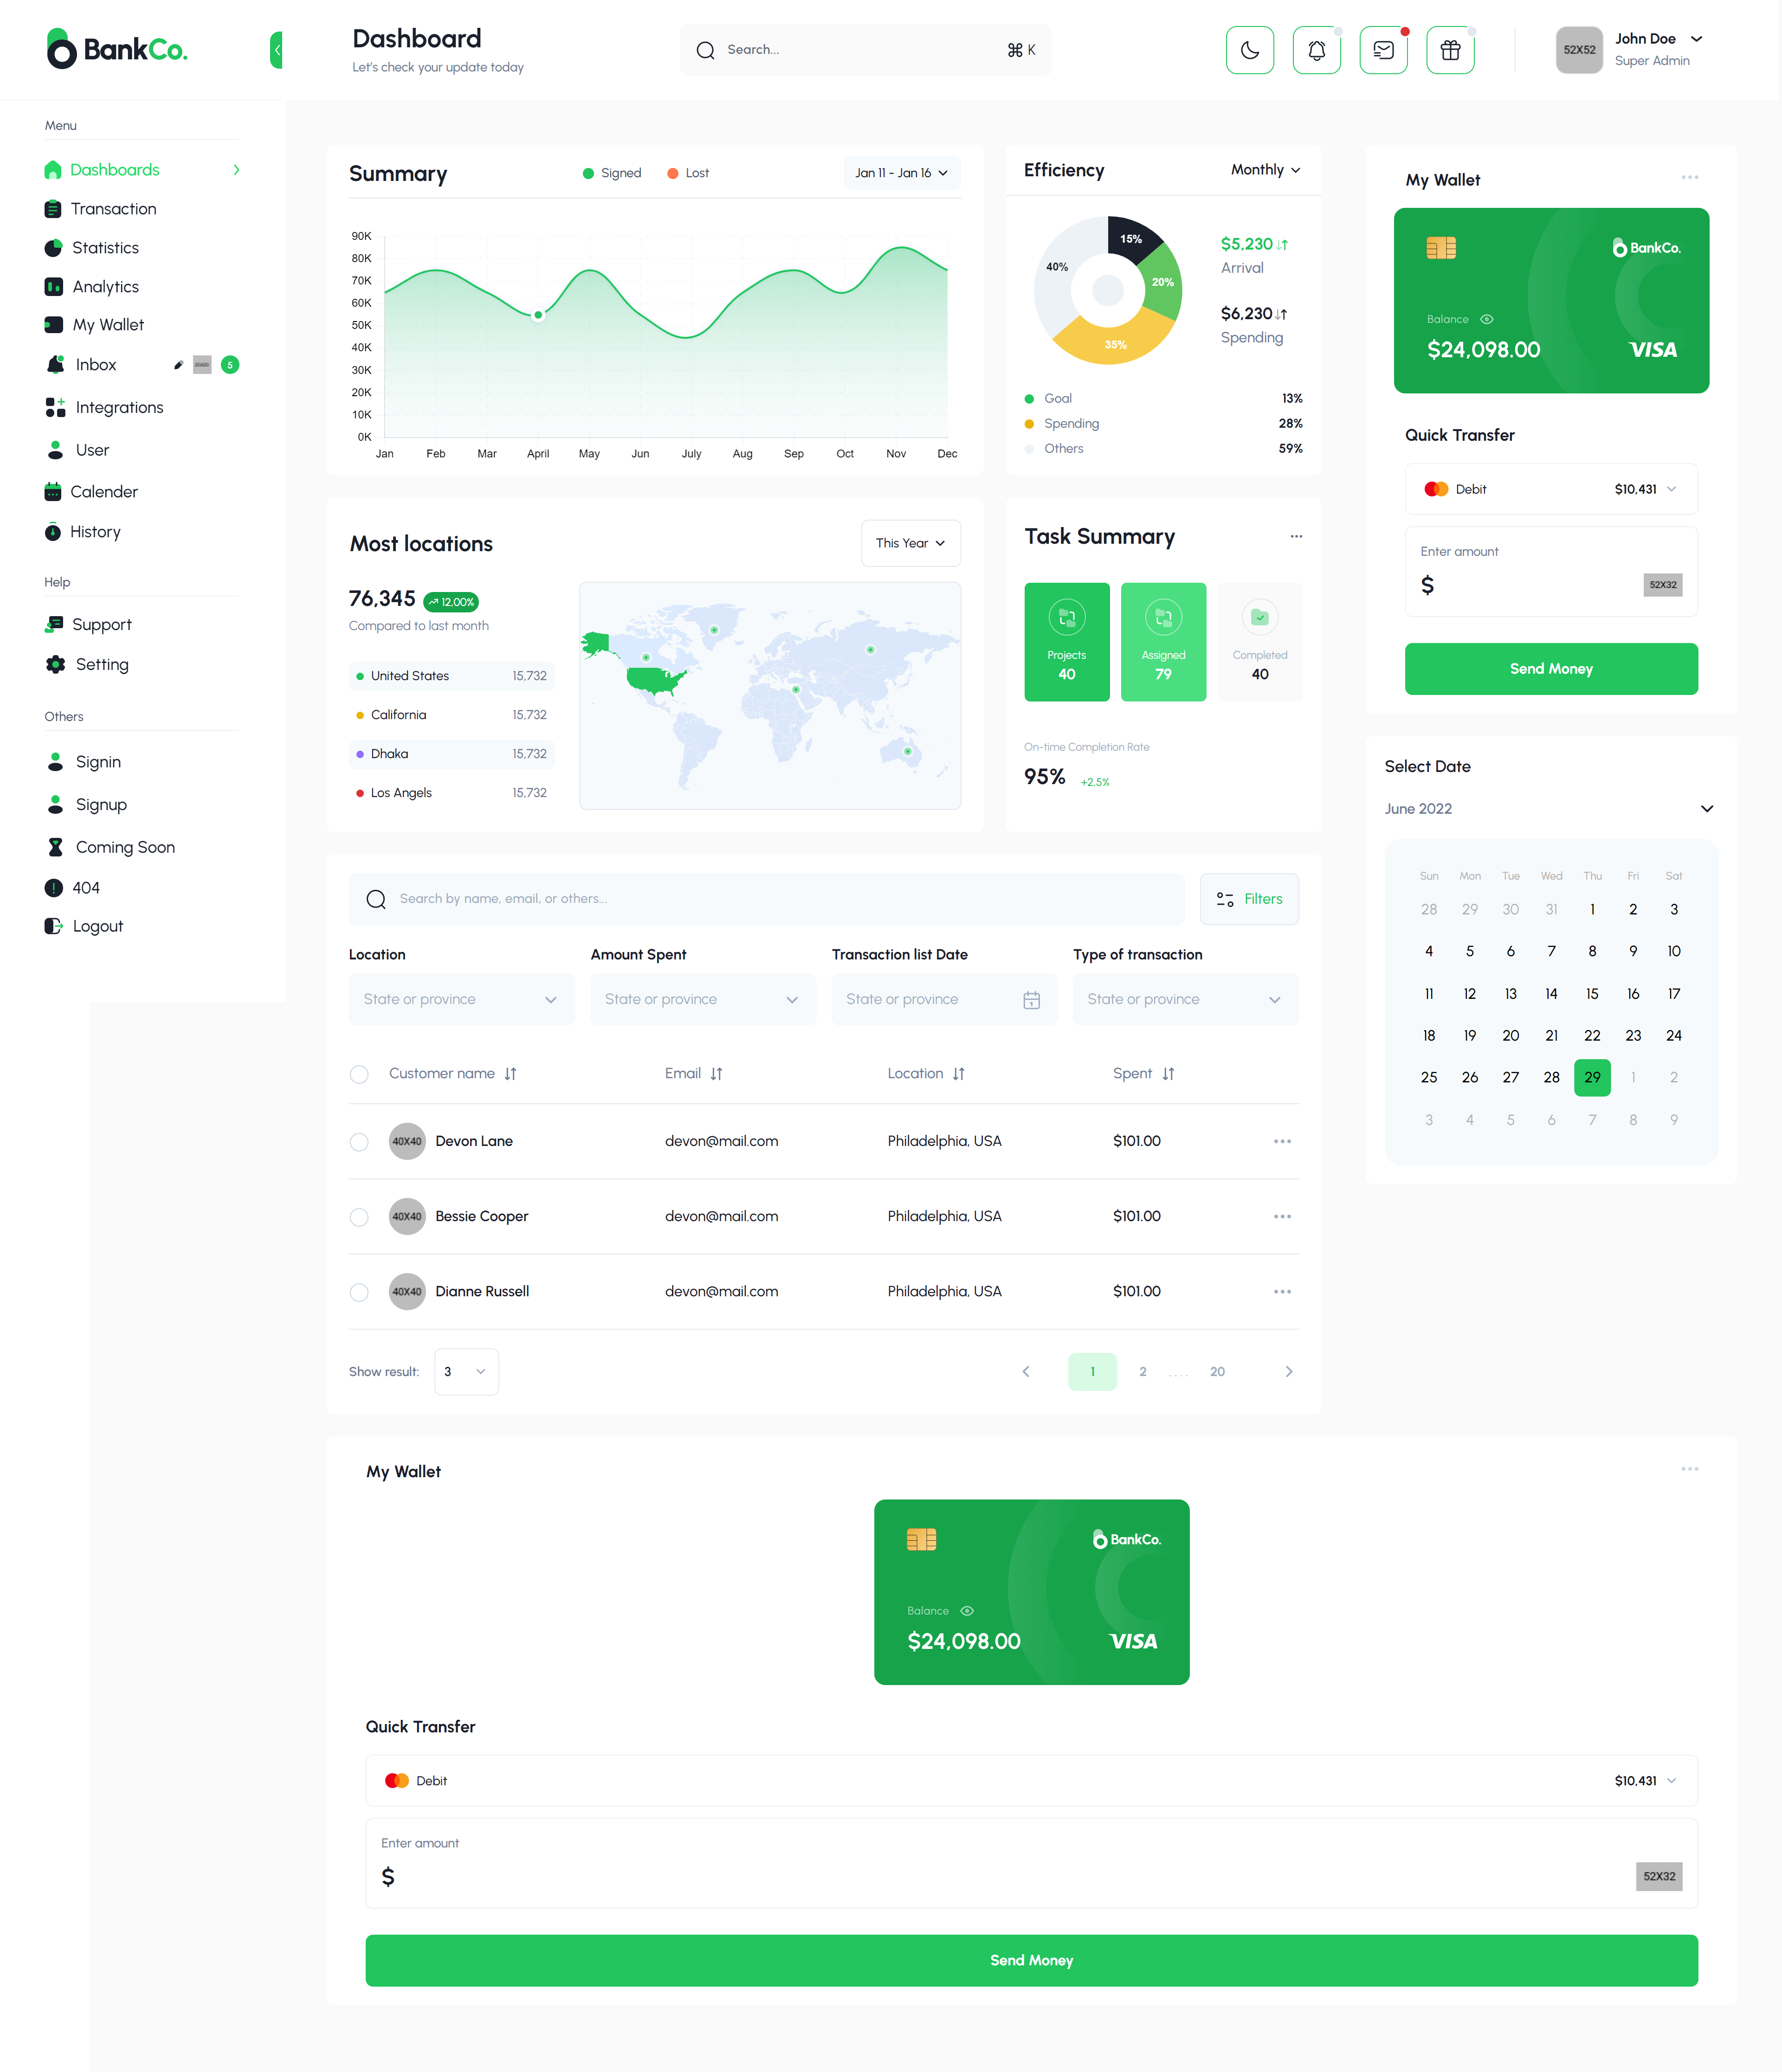 BankCo.
Dashboard
Let's check your update today
Search...
⌘ K
52X52
John Doe
Super Admin
Menu
Dashboards
Transaction
Statistics
Analytics
My Wallet
Inbox
5
Integrations
User
Calender
History
Help
Support
Setting
Others
Signin
Signup
Coming Soon
404
Logout
Summary
Signed
Lost
Jan 11 - Jan 16
90K
80K
70K
60K
50K
40K
30K
20K
10K
0K
Jan Feb Mar April May Jun July Aug Sep Oct Nov Dec
Efficiency
Monthly
15%
40%
20%
35%
$5,230
Arrival
$6,230
Spending
Goal 13%
Spending 28%
Others 59%
My Wallet
BankCo.
Balance
$24,098.00
VISA
Quick Transfer
Debit
$10,431
Enter amount
$
52X32
Send Money
Most locations
This Year
76,345
12,00%
Compared to last month
United States 15,732
California 15,732
Dhaka 15,732
Los Angels 15,732
Task Summary
Projects
40
Assigned
79
Completed
40
On-time Completion Rate
95%
+2,5%
Select Date
June 2022
Sun Mon Tue Wed Thu Fri Sat
28 29 30 31 1 2 3
4 5 6 7 8 9 10
11 12 13 14 15 16 17
18 19 20 21 22 23 24
25 26 27 28 29 1 2
3 4 5 6 7 8 9
Search by name, email, or others...
Filters
Location
State or province
Amount Spent
State or province
Transaction list Date
State or province
Type of transaction
State or province
Customer name Email Location Spent
40X40 Devon Lane devon@mail.com Philadelphia, USA $101.00
40X40 Bessie Cooper devon@mail.com Philadelphia, USA $101.00
40X40 Dianne Russell devon@mail.com Philadelphia, USA $101.00
Show result: 3
1 2 .... 20
My Wallet
BankCo.
Balance
$24,098.00
VISA
Quick Transfer
Debit
$10,431
Enter amount
$
52X32
Send Money